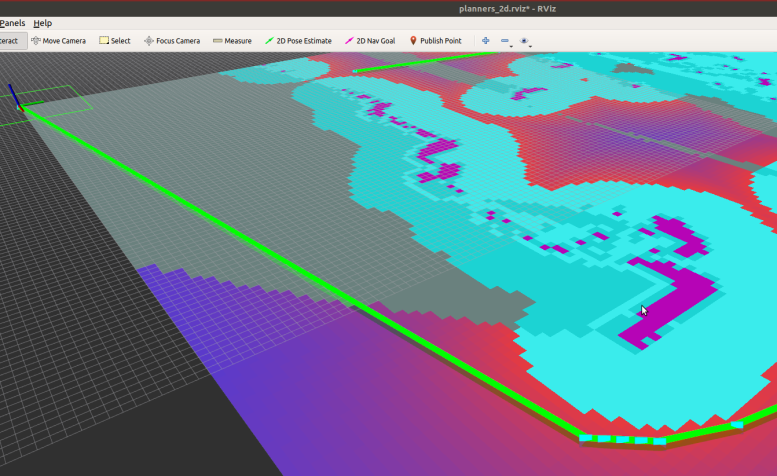 planners_2d.rviz* - RViz
Panels Help
teract Move Camera Select Focus Camera Measure 2D Pose Estimate 2D Nav Goal Publish Point